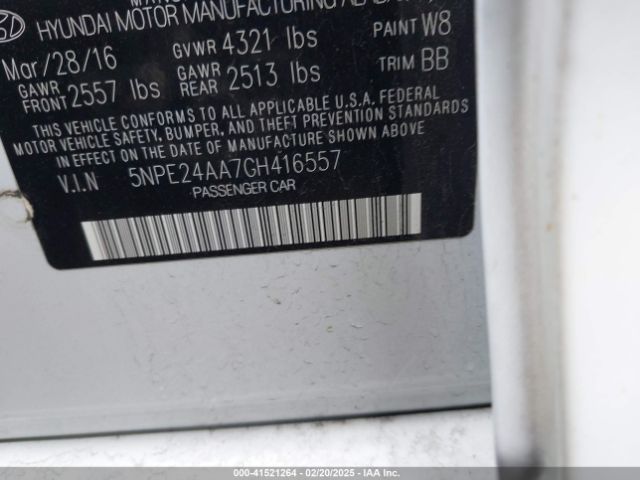 HYUNDAI MOTOR MANUFACTURING
Mar/28/16 GVWR 4321 lbs PAINT W8
GAWR FRONT 2557 lbs GAWR REAR 2513 lbs TRIM BB
THIS VEHICLE CONFORMS TO ALL APPLICABLE U.S.A. FEDERAL
MOTOR VEHICLE SAFETY, BUMPER, AND THEFT PREVENTION STANDARDS
IN EFFECT ON THE DATE OF MANUFACTURE SHOWN ABOVE
V.I.N 5NPE24AA7GH416557
PASSENGER CAR
000-41521264 - 02/20/2025 - IAAI.COM